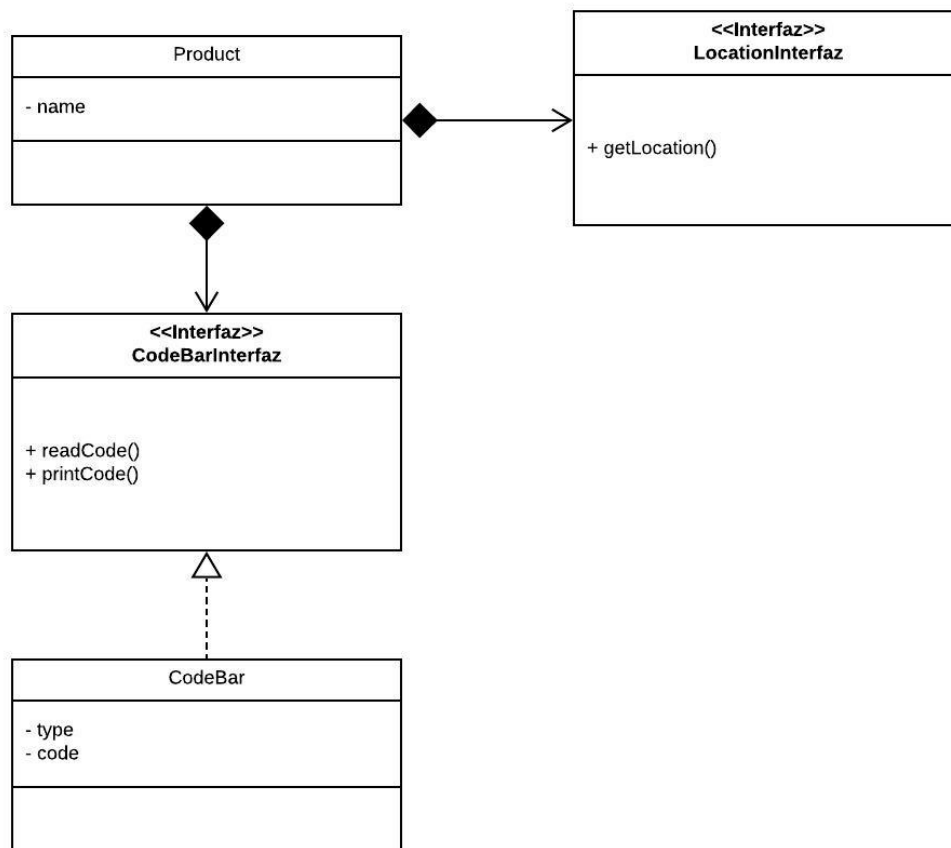 Product
- name
<<Interfaz>>
LocationInterfaz
+ getLocation()
<<Interfaz>>
CodeBarInterfaz
+ readCode()
+ printCode()
CodeBar
- type
- code